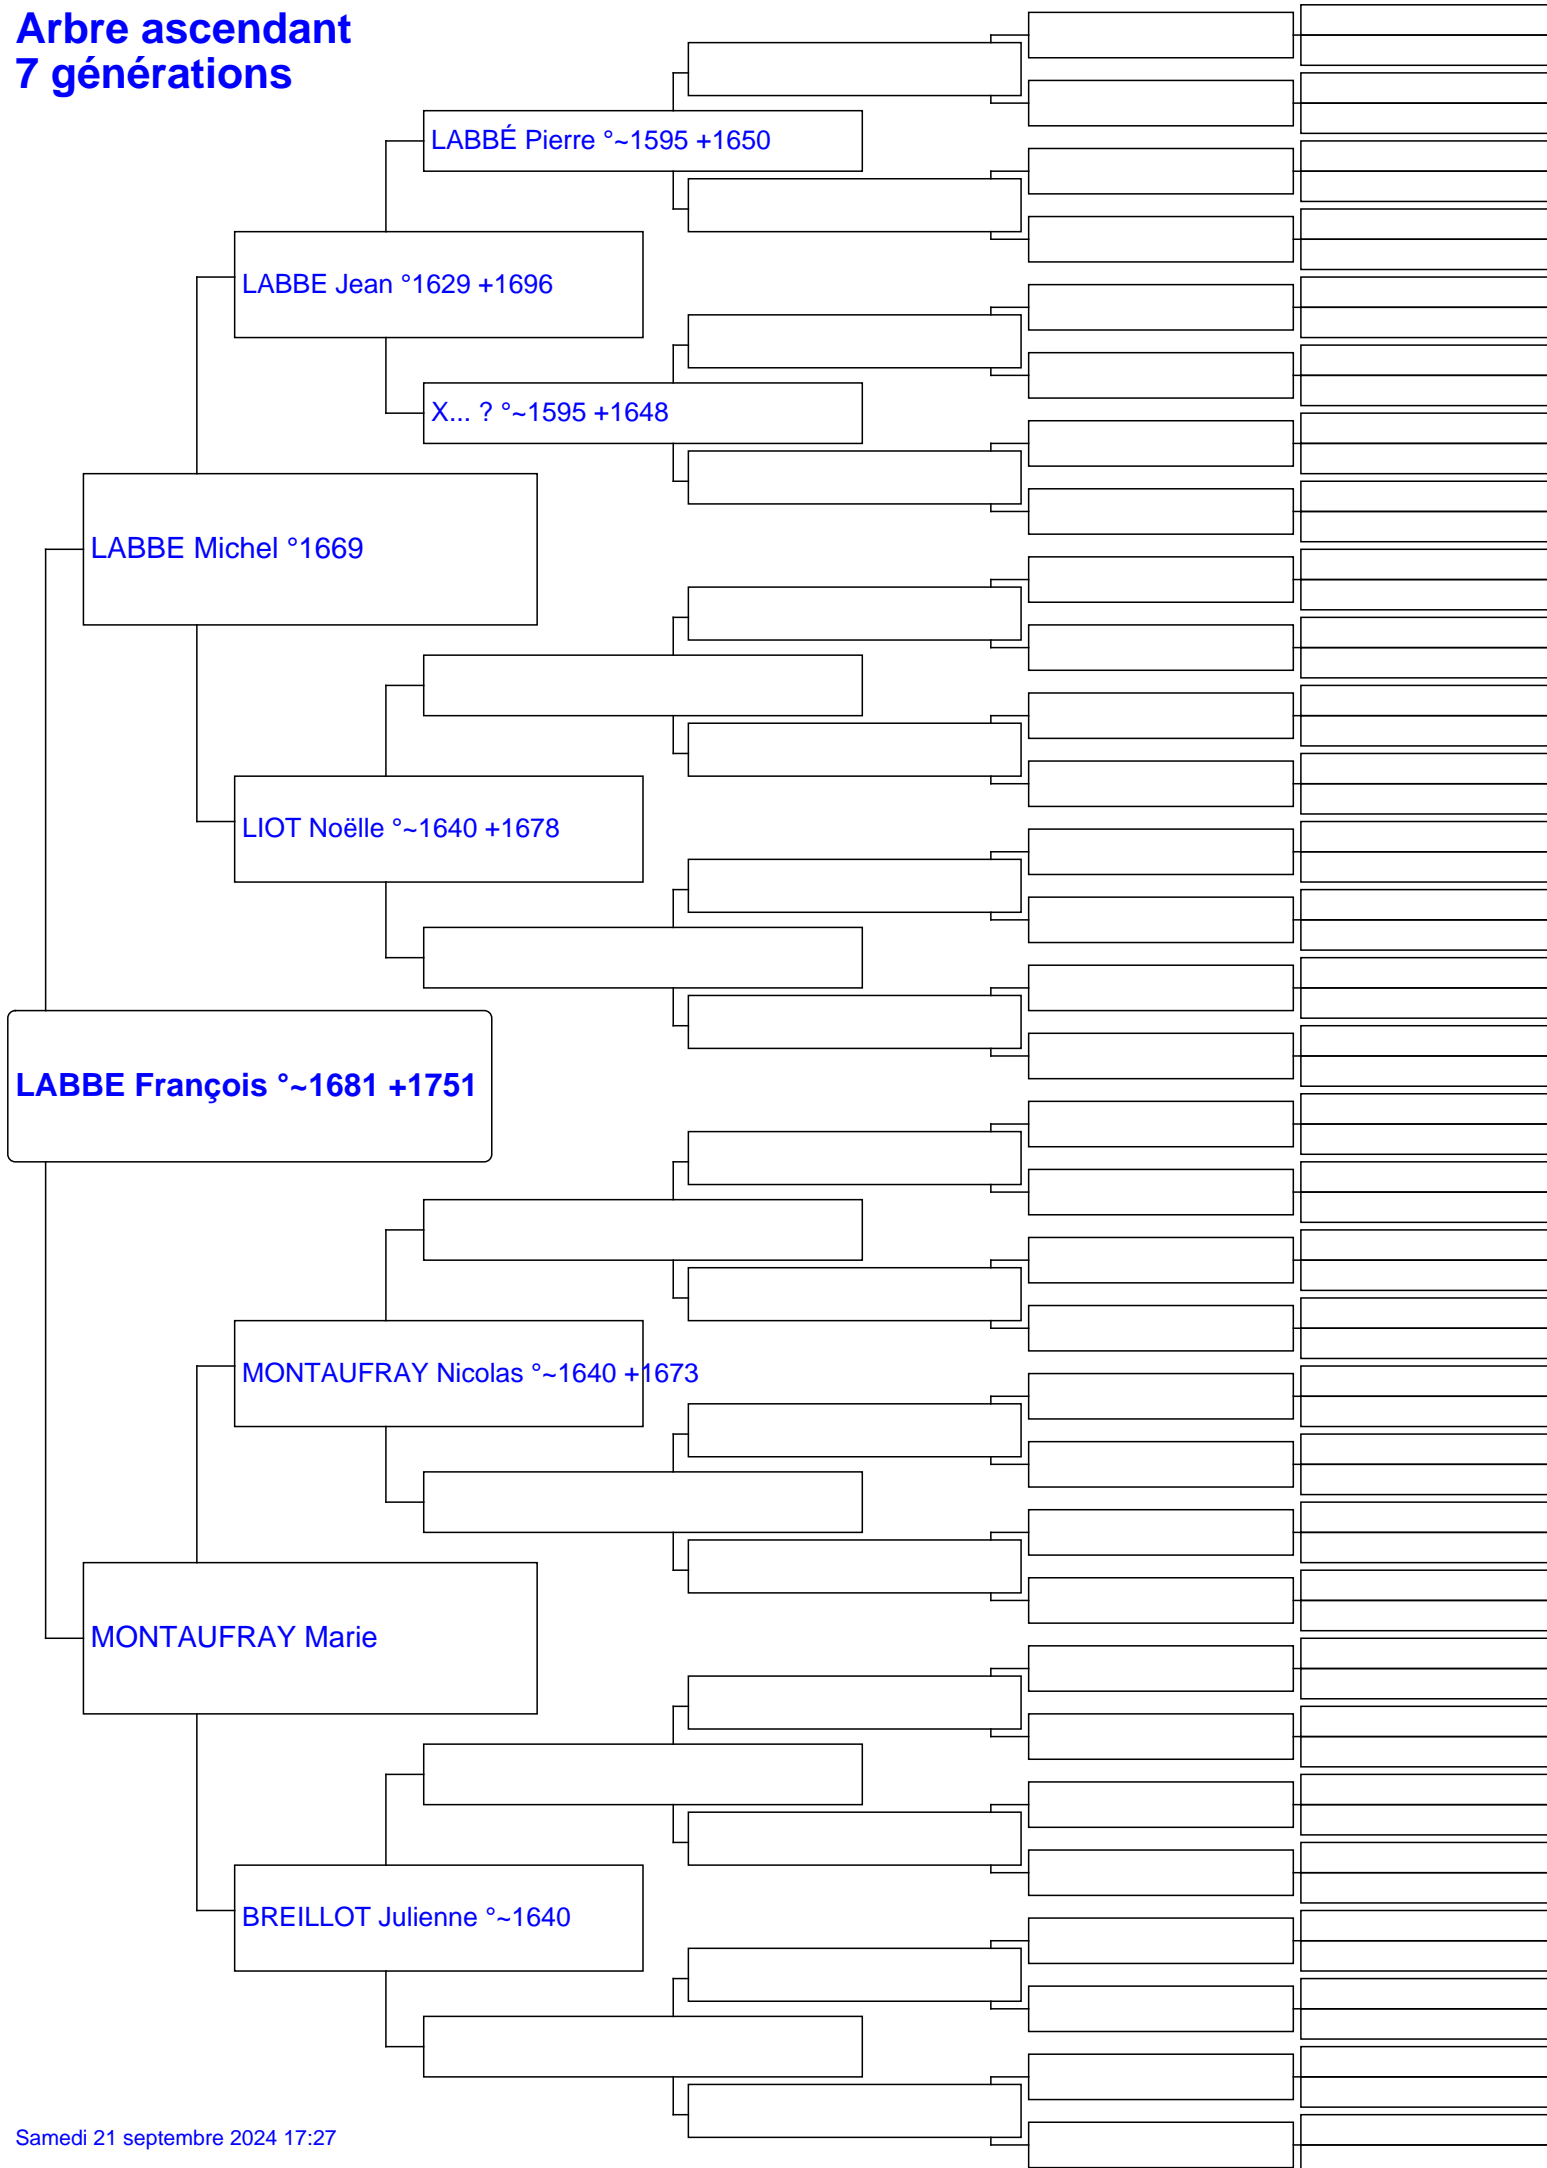 Arbre ascendant
7 générations
LABBÉ Pierre °~1595 +1650
LABBE Jean °1629 +1696
X... ? °~1595 +1648
LABBE Michel °1669
LIOT Noëlle °~1640 +1678
LABBE François °~1681 +1751
MONTAUFRAY Nicolas °~1640 +1673
MONTAUFRAY Marie
BREILLOT Julienne °~1640
Samedi 21 septembre 2024 17:27